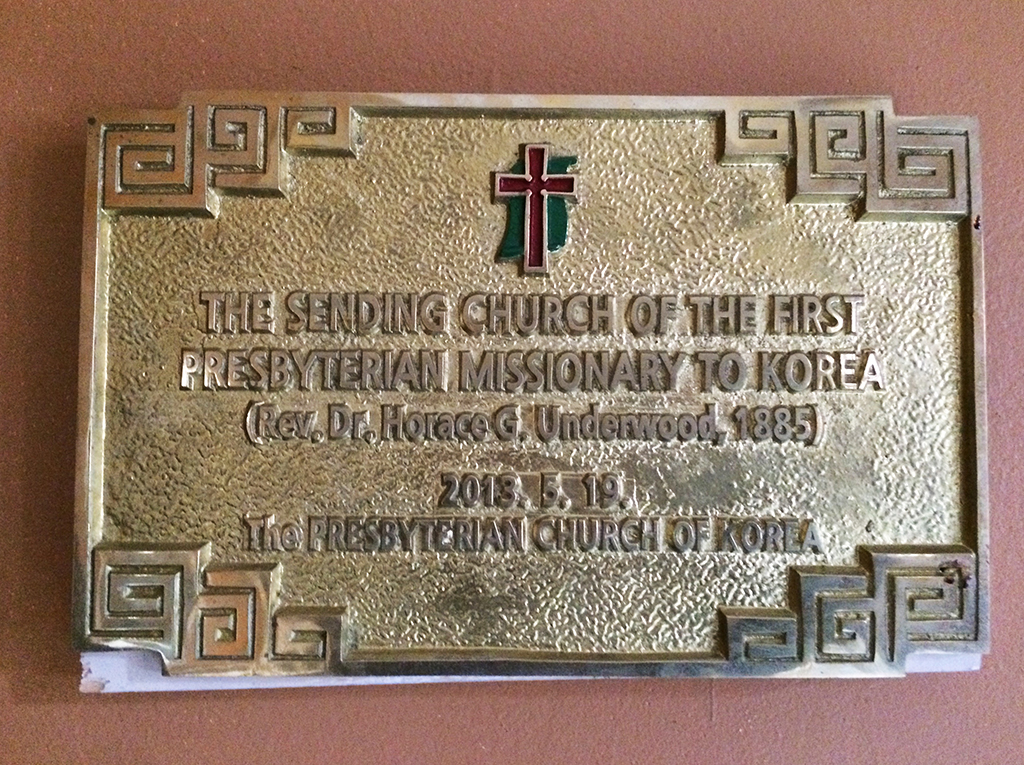 THE SENDING CHURCH OF THE FIRST
PRESBYTERIAN MISSIONARY TO KOREA
(Rev. Dr. Horace G. Underwood, 1885)
2013. 5. 19.
The PRESBYTERIAN CHURCH OF KOREA